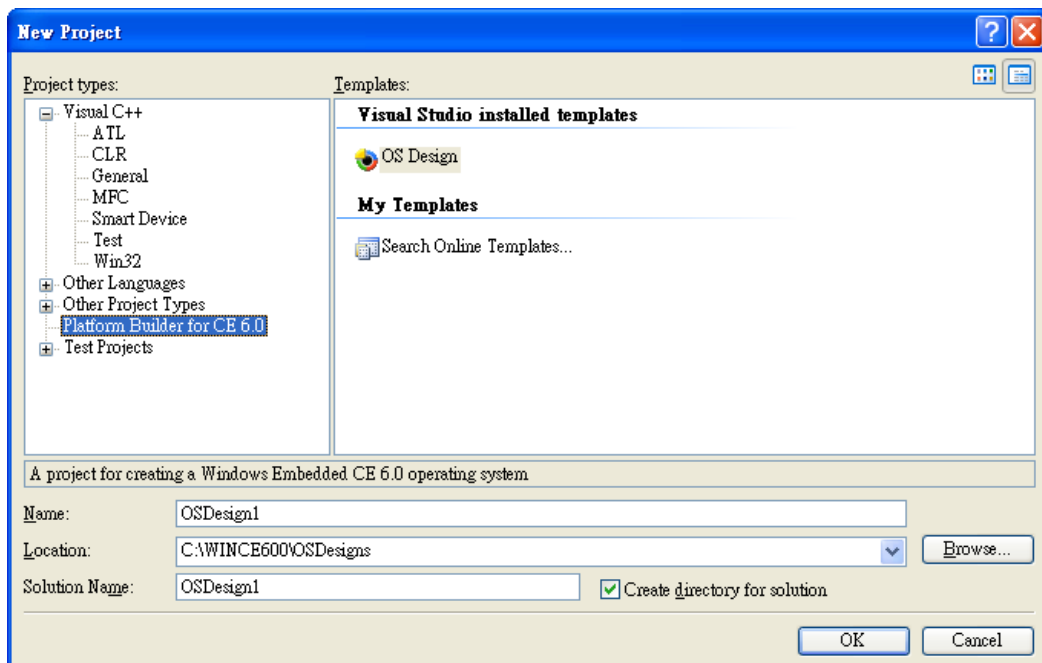 New Project
Project types:
Templates:
Visual C++
ATL
CLR
General
MFC
Smart Device
Test
Win32
Other Languages
Other Project Types
Platform Builder for CE 6.0
Test Projects
Visual Studio installed templates
OS Design
My Templates
Search Online Templates...
A project for creating a Windows Embedded CE 6.0 operating system
Name:
OSDesign1
Location:
C:\WINCE600\OSDesigns
Browse...
Solution Name:
OSDesign1
Create directory for solution
OK
Cancel